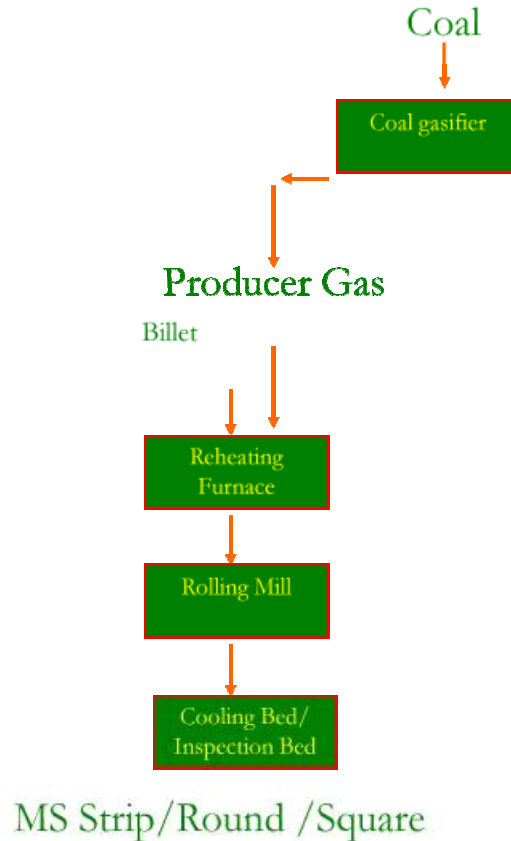 Coal
Coal gasifier
Producer Gas
Billet
Reheating
Furnace
Rolling Mill
Cooling Bed/
Inspection Bed
MS Strip/Round /Square